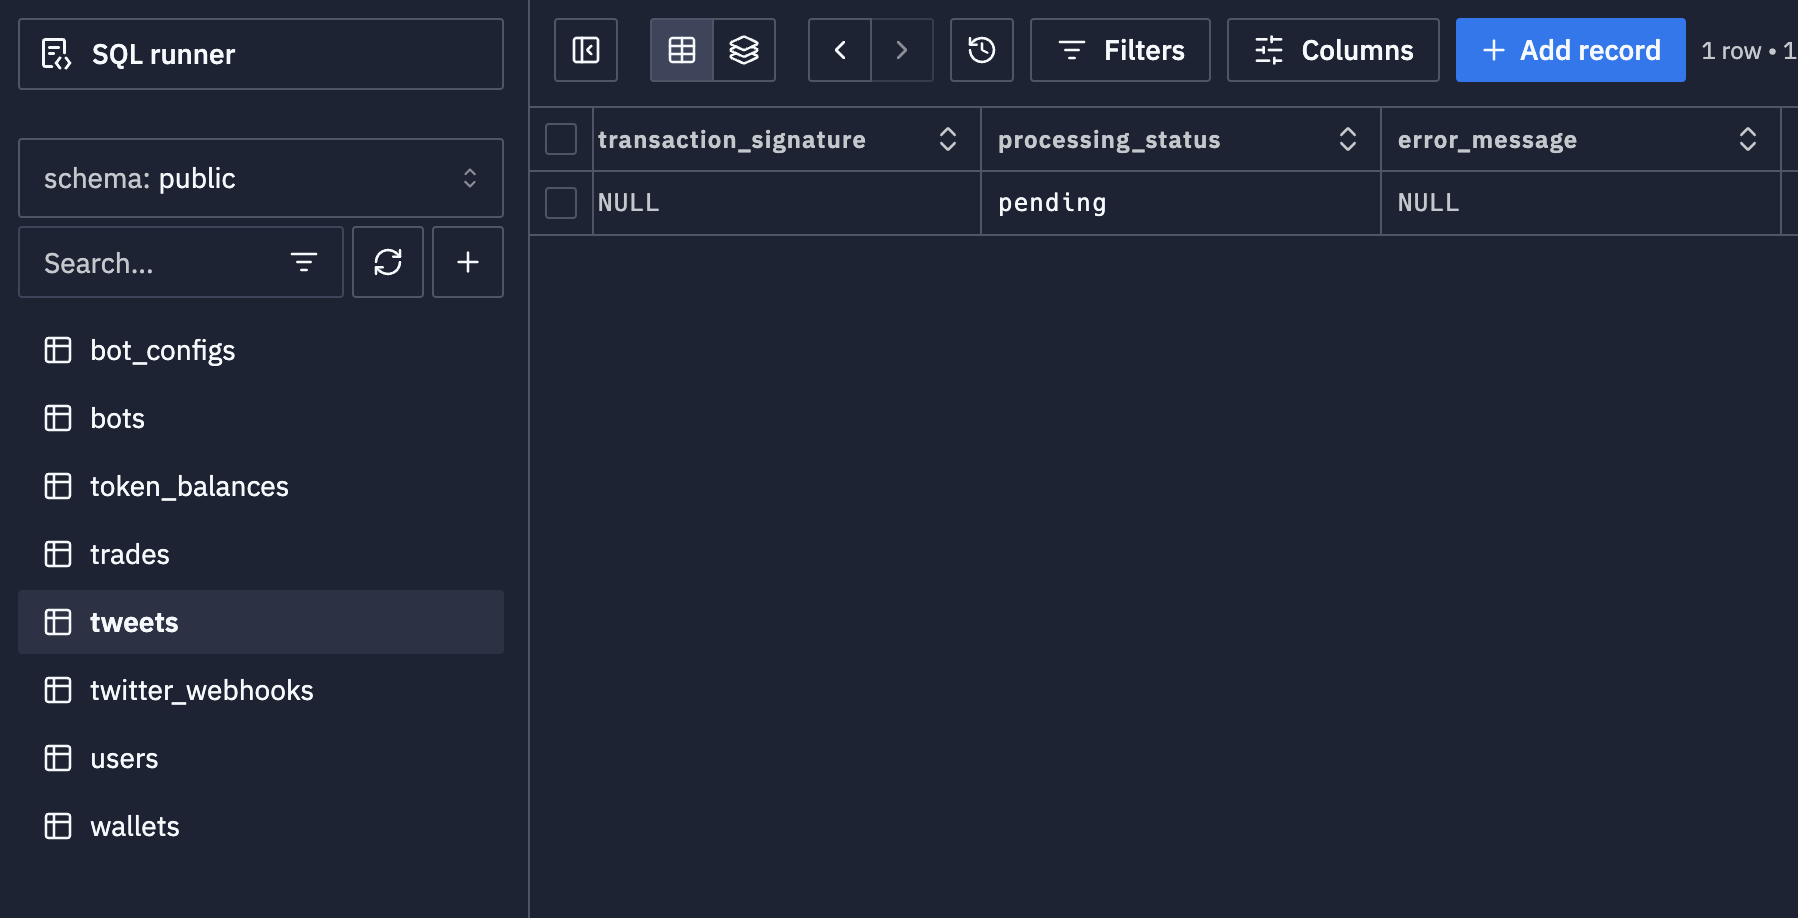 SQL runner
schema: public
Search...
bot_configs
bots
token_balances
trades
tweets
twitter_webhooks
users
wallets
Filters
Columns
Add record
1 row • 1
transaction_signature
processing_status
error_message
NULL
pending
NULL